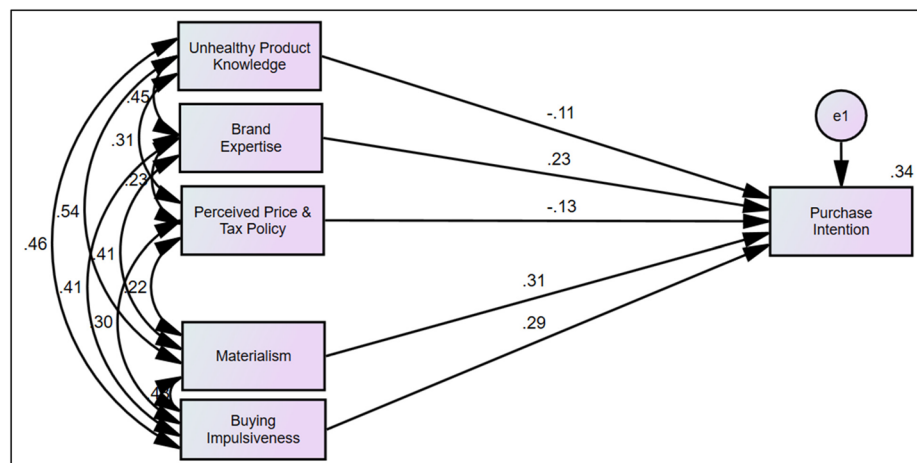 Unhealthy Product
Knowledge
.45
-.11
e1
.31
Brand
Expertise
.23
.34
.23
Perceived Price &
Tax Policy
-.13
Purchase
Intention
.54
.46
.41
.41
.22
.31
.30
.29
Materialism
Buying
Impulsiveness